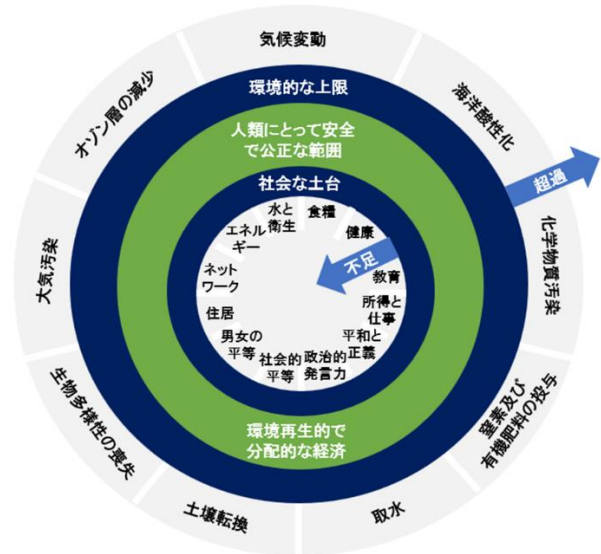 気候変動
海洋酸性化
化学物質汚染
窒素及び
有機肥料の投与
取水
土壌転換
生物多様性の喪失
大気汚染
オゾン層の減少
環境的な上限
人類にとって安全
で公正な範囲
社会な土台
超過
不足
水と
衛生
食糧
健康
教育
所得と
仕事
平和と
正義
政治的
発言力
社会的
平等
男女の
平等
住居
ネット
ワーク
エネル
ギー
環境再生的で
分配的な経済